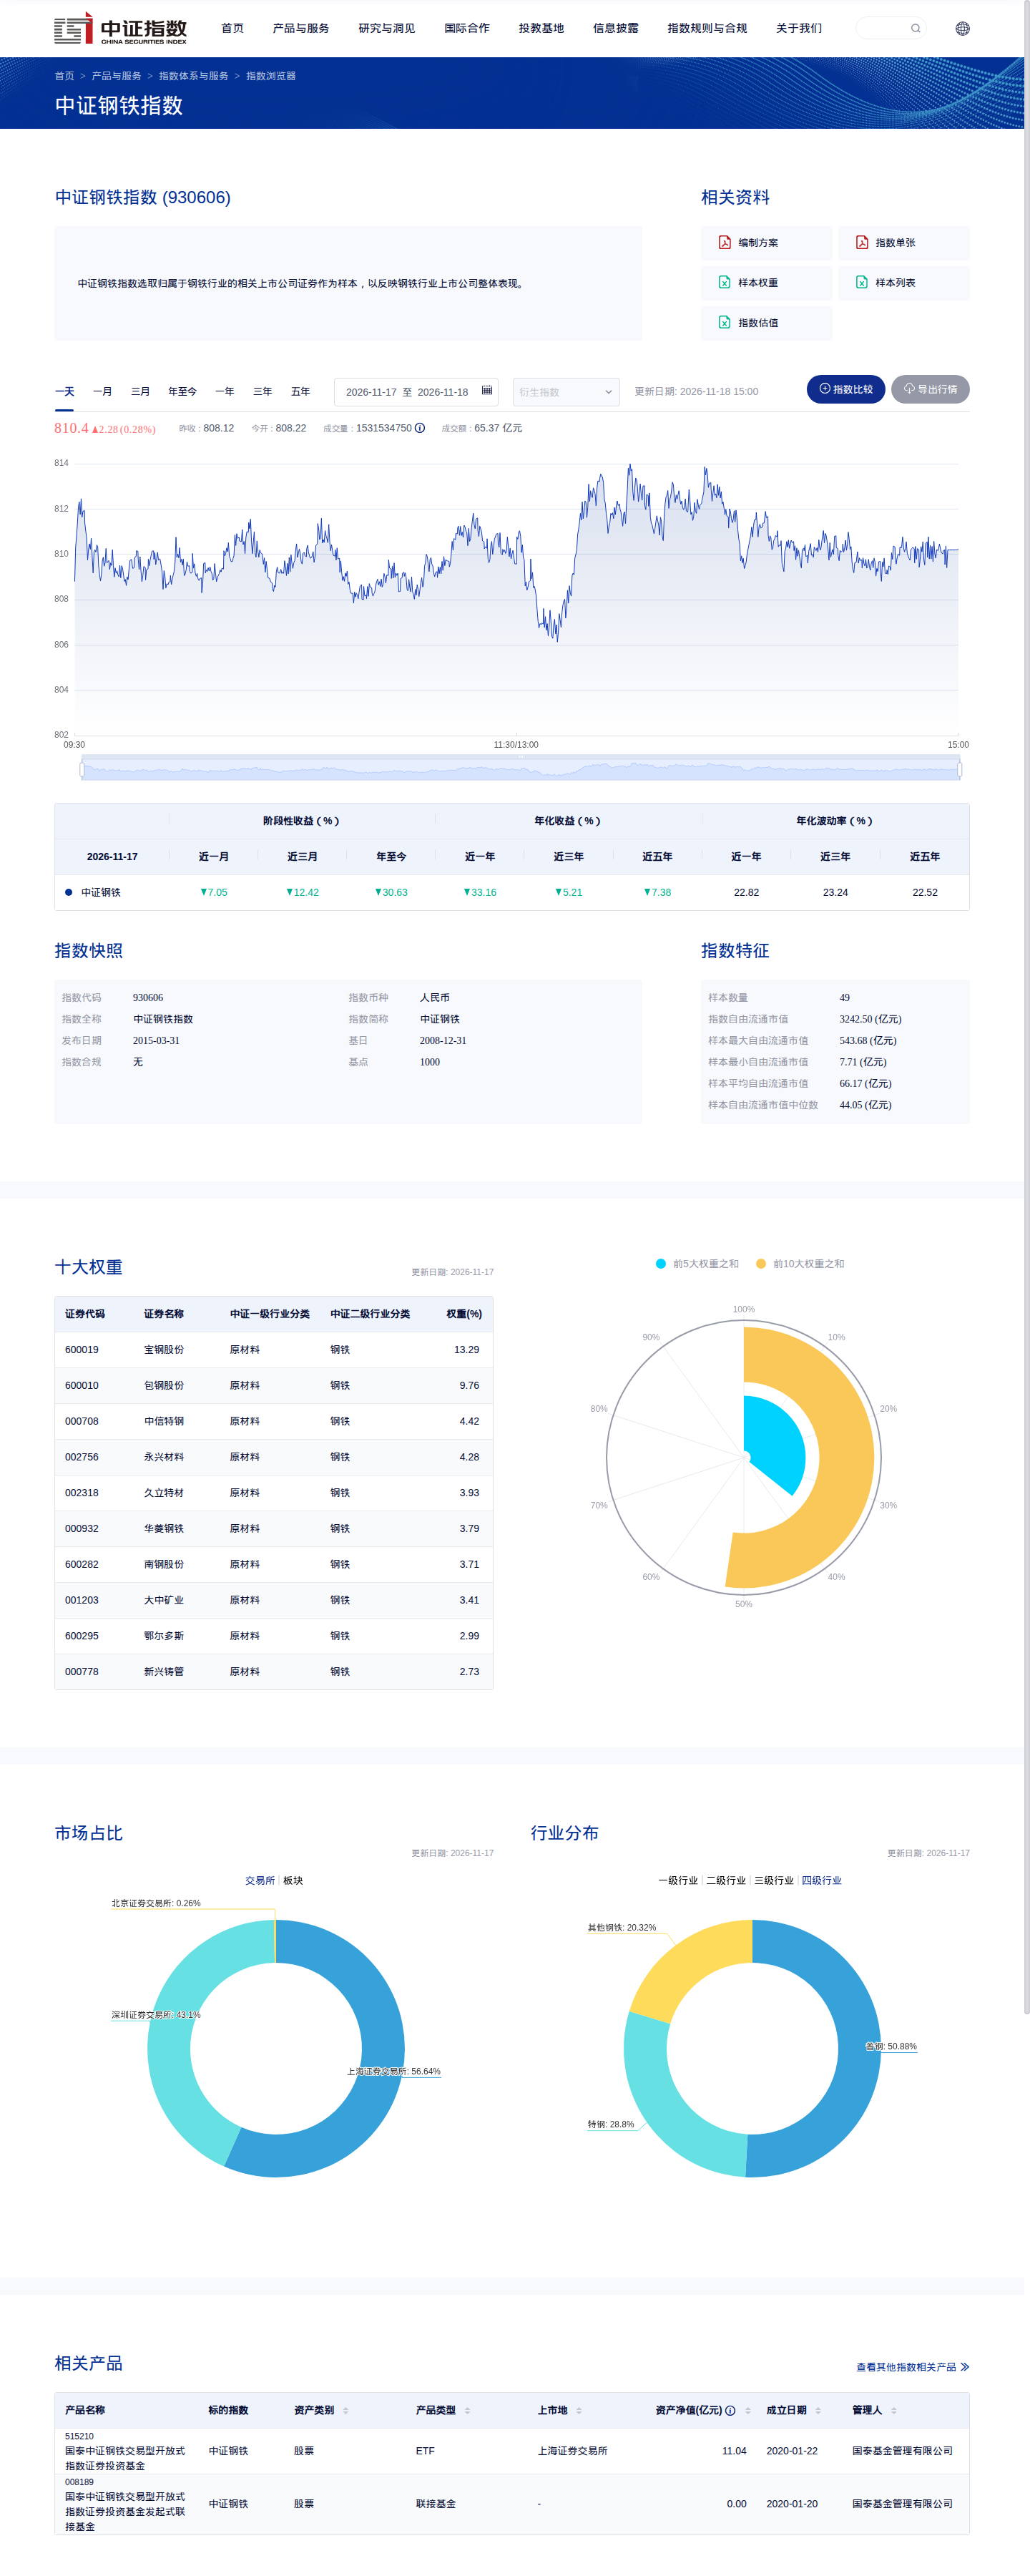 中证指数
CHINA SECURITIES INDEX
首页 产品与服务 研究与洞见 国际合作 投教基地 信息披露 指数规则与合规 关于我们
首页 > 产品与服务 > 指数体系与服务 > 指数浏览器
中证钢铁指数
中证钢铁指数 (930606)
相关资料
中证钢铁指数选取归属于钢铁行业的相关上市公司证券作为样本，以反映钢铁行业上市公司整体表现。
编制方案 指数单张
样本权重 样本列表
指数估值
一天 一月 三月 年至今 一年 三年 五年 2026-11-17 至 2026-11-18 衍生指数 更新日期: 2026-11-18 15:00 指数比较 导出行情
810.4 ▲2.28 (0.28%) 昨收 : 808.12 今开 : 808.22 成交量 : 1531534750 成交额 : 65.37 亿元
814
812
810
808
806
804
802
09:30 11:30/13:00 15:00
阶段性收益 ( % ) 年化收益 ( % ) 年化波动率 ( % )
2026-11-17 近一月 近三月 年至今 近一年 近三年 近五年 近一年 近三年 近五年
中证钢铁 ▼7.05 ▼12.42 ▼30.63 ▼33.16 ▼5.21 ▼7.38 22.82 23.24 22.52
指数快照
指数代码 930606 指数币种 人民币
指数全称 中证钢铁指数 指数简称 中证钢铁
发布日期 2015-03-31 基日 2008-12-31
指数合规 无 基点 1000
指数特征
样本数量 49
指数自由流通市值 3242.50 (亿元)
样本最大自由流通市值 543.68 (亿元)
样本最小自由流通市值 7.71 (亿元)
样本平均自由流通市值 66.17 (亿元)
样本自由流通市值中位数 44.05 (亿元)
十大权重
更新日期: 2026-11-17
证券代码 证券名称 中证一级行业分类 中证二级行业分类 权重(%)
600019 宝钢股份 原材料 钢铁 13.29
600010 包钢股份 原材料 钢铁 9.76
000708 中信特钢 原材料 钢铁 4.42
002756 永兴材料 原材料 钢铁 4.28
002318 久立特材 原材料 钢铁 3.93
000932 华菱钢铁 原材料 钢铁 3.79
600282 南钢股份 原材料 钢铁 3.71
001203 大中矿业 原材料 钢铁 3.41
600295 鄂尔多斯 原材料 钢铁 2.99
000778 新兴铸管 原材料 钢铁 2.73
前5大权重之和 前10大权重之和
100%
10%
20%
30%
40%
50%
60%
70%
80%
90%
市场占比
更新日期: 2026-11-17
交易所 | 板块
北京证券交易所: 0.26%
深圳证券交易所: 43.1%
上海证券交易所: 56.64%
行业分布
更新日期: 2026-11-17
一级行业 | 二级行业 | 三级行业 | 四级行业
其他钢铁: 20.32%
普钢: 50.88%
特钢: 28.8%
相关产品
查看其他指数相关产品
产品名称 标的指数 资产类别 产品类型 上市地 资产净值(亿元) 成立日期 管理人
515210
国泰中证钢铁交易型开放式
指数证券投资基金
中证钢铁 股票 ETF 上海证券交易所 11.04 2020-01-22 国泰基金管理有限公司
008189
国泰中证钢铁交易型开放式
指数证券投资基金发起式联
接基金
中证钢铁 股票 联接基金 - 0.00 2020-01-20 国泰基金管理有限公司